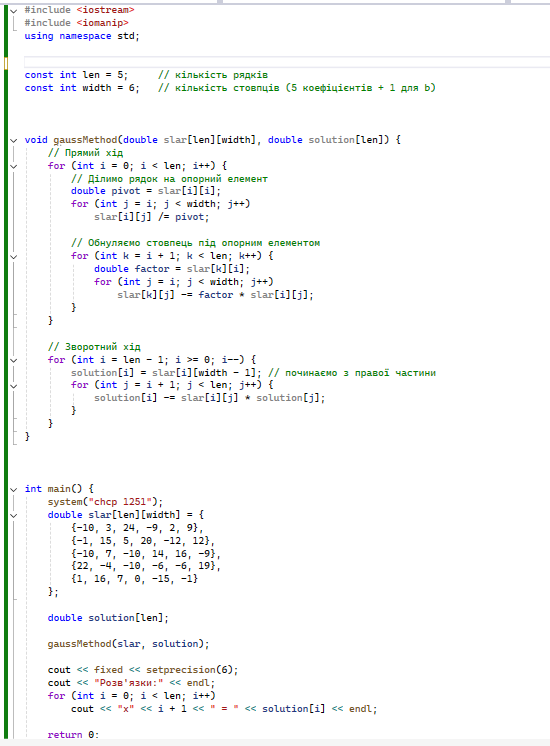 #include <iostream>
#include <iomanip>
using namespace std;
const int len = 5;     // кількість рядків
const int width = 6;   // кількість стовпців (5 коефіцієнтів + 1 для b)
void gaussMethod(double slar[len][width], double solution[len]) {
    // Прямий хід
    for (int i = 0; i < len; i++) {
        // Ділимо рядок на опорний елемент
        double pivot = slar[i][i];
        for (int j = i; j < width; j++)
            slar[i][j] /= pivot;
        // Обнуляємо стовпець під опорним елементом
        for (int k = i + 1; k < len; k++) {
            double factor = slar[k][i];
            for (int j = i; j < width; j++)
                slar[k][j] -= factor * slar[i][j];
        }
    }
    // Зворотний хід
    for (int i = len - 1; i >= 0; i--) {
        solution[i] = slar[i][width - 1]; // починаємо з правої частини
        for (int j = i + 1; j < len; j++) {
            solution[i] -= slar[i][j] * solution[j];
        }
    }
}
int main() {
    system("chcp 1251");
    double slar[len][width] = {
        {-10, 3, 24, -9, 2, 9},
        {-1, 15, 5, 20, -12, 12},
        {-10, 7, -10, 14, 16, -9},
        {22, -4, -10, -6, -6, 19},
        {1, 16, 7, 0, -15, -1}
    };
    double solution[len];
    gaussMethod(slar, solution);
    cout << fixed << setprecision(6);
    cout << "Розв'язки:" << endl;
    for (int i = 0; i < len; i++)
        cout << "x" << i + 1 << " = " << solution[i] << endl;
    return 0;